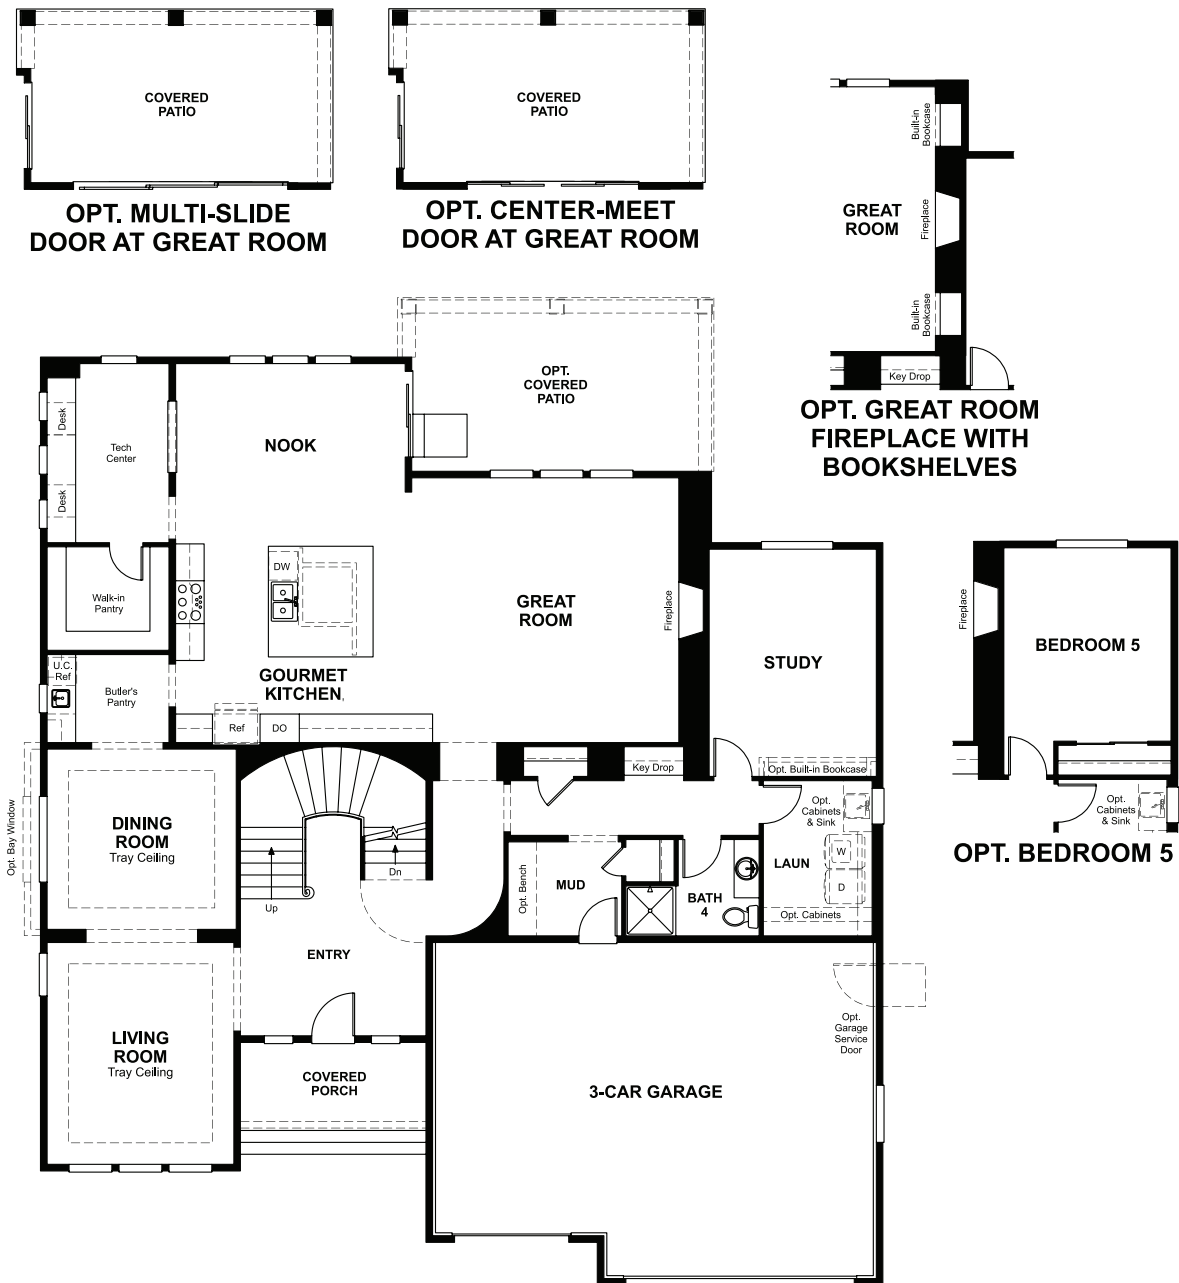 COVERED
PATIO
OPT. MULTI-SLIDE
DOOR AT GREAT ROOM
COVERED
PATIO
OPT. CENTER-MEET
DOOR AT GREAT ROOM
Built-in
Bookcase
GREAT
ROOM
Fireplace
Built-in
Bookcase
Key Drop
OPT. GREAT ROOM
FIREPLACE WITH
BOOKSHELVES
OPT.
COVERED
PATIO
Desk
Tech
Center
Desk
NOOK
Walk-in
Pantry
DW
GREAT
ROOM
Fireplace
GOURMET
KITCHEN
U.C.
Ref
Butler's
Pantry
Ref
DO
STUDY
Opt. Built-in Bookcase
Key Drop
Fireplace
BEDROOM 5
Opt.
Cabinets
& Sink
OPT. BEDROOM 5
Opt. Bay Window
DINING
ROOM
Tray Ceiling
Up
Dn
Opt. Bench
MUD
BATH
4
Opt.
Cabinets
& Sink
LAUN
W
D
Opt. Cabinets
ENTRY
LIVING
ROOM
Tray Ceiling
COVERED
PORCH
3-CAR GARAGE
Opt.
Garage
Service
Door